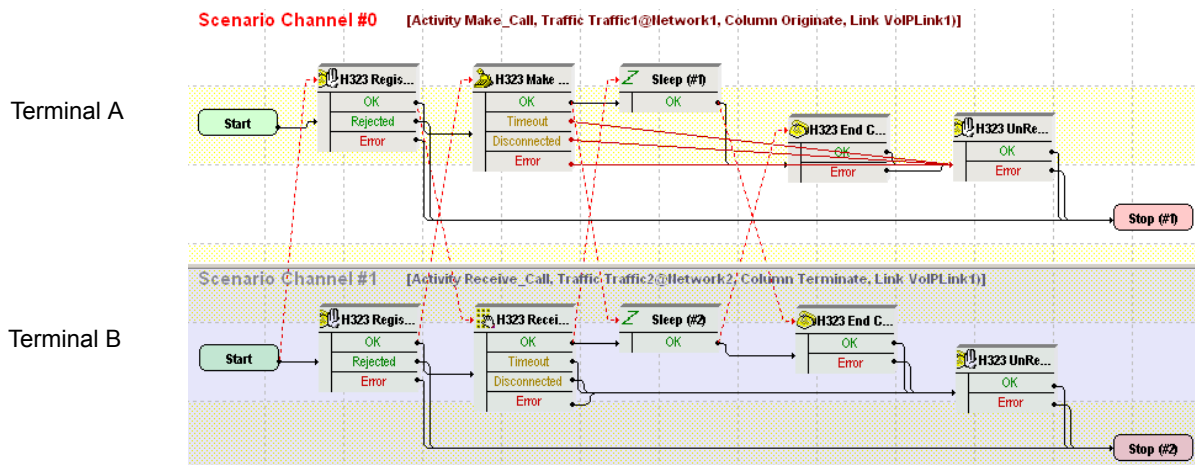 Scenario Channel #0 [Activity Make_Call, Traffic Traffic1@Network1, Column Originate, Link VoIPLink1)]
Terminal A
Start
H323 Regis...
OK
Rejected
Error
H323 Make ...
OK
Timeout
Disconnected
Error
Sleep (#1)
OK
H323 End C...
OK
Error
H323 UnRe...
OK
Error
Stop (#1)
Scenario Channel #1 [Activity Receive_Call, Traffic Traffic2@Network2, Column Terminate, Link VoIPLink1)]
Terminal B
Start
H323 Regis...
OK
Rejected
Error
H323 Recei...
OK
Timeout
Disconnected
Error
Sleep (#2)
OK
H323 End C...
OK
Error
H323 UnRe...
OK
Error
Stop (#2)